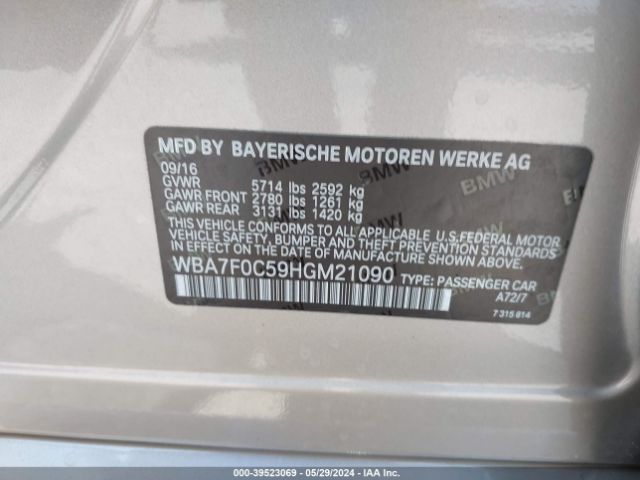 MFD BY BAYERISCHE MOTOREN WERKE AG
09/16
GVWR 5714 lbs 2592 kg
GAWR FRONT 2780 lbs 1261 kg
GAWR REAR 3131 lbs 1420 kg
THIS VEHICLE CONFORMS TO ALL APPLICABLE U.S.FEDERAL MOTOR
VEHICLE SAFETY, BUMPER AND THEFT PREVENTION STANDARDS
IN EFFECT ON THE DATE OF MANUFACTURE SHOWN ABOVE.
WBA7F0C59HGM21090 TYPE: PASSENGER CAR
A72/7
7 315 814
BMW
BMW
000-39523069 - 05/29/2024 - IAA Inc.